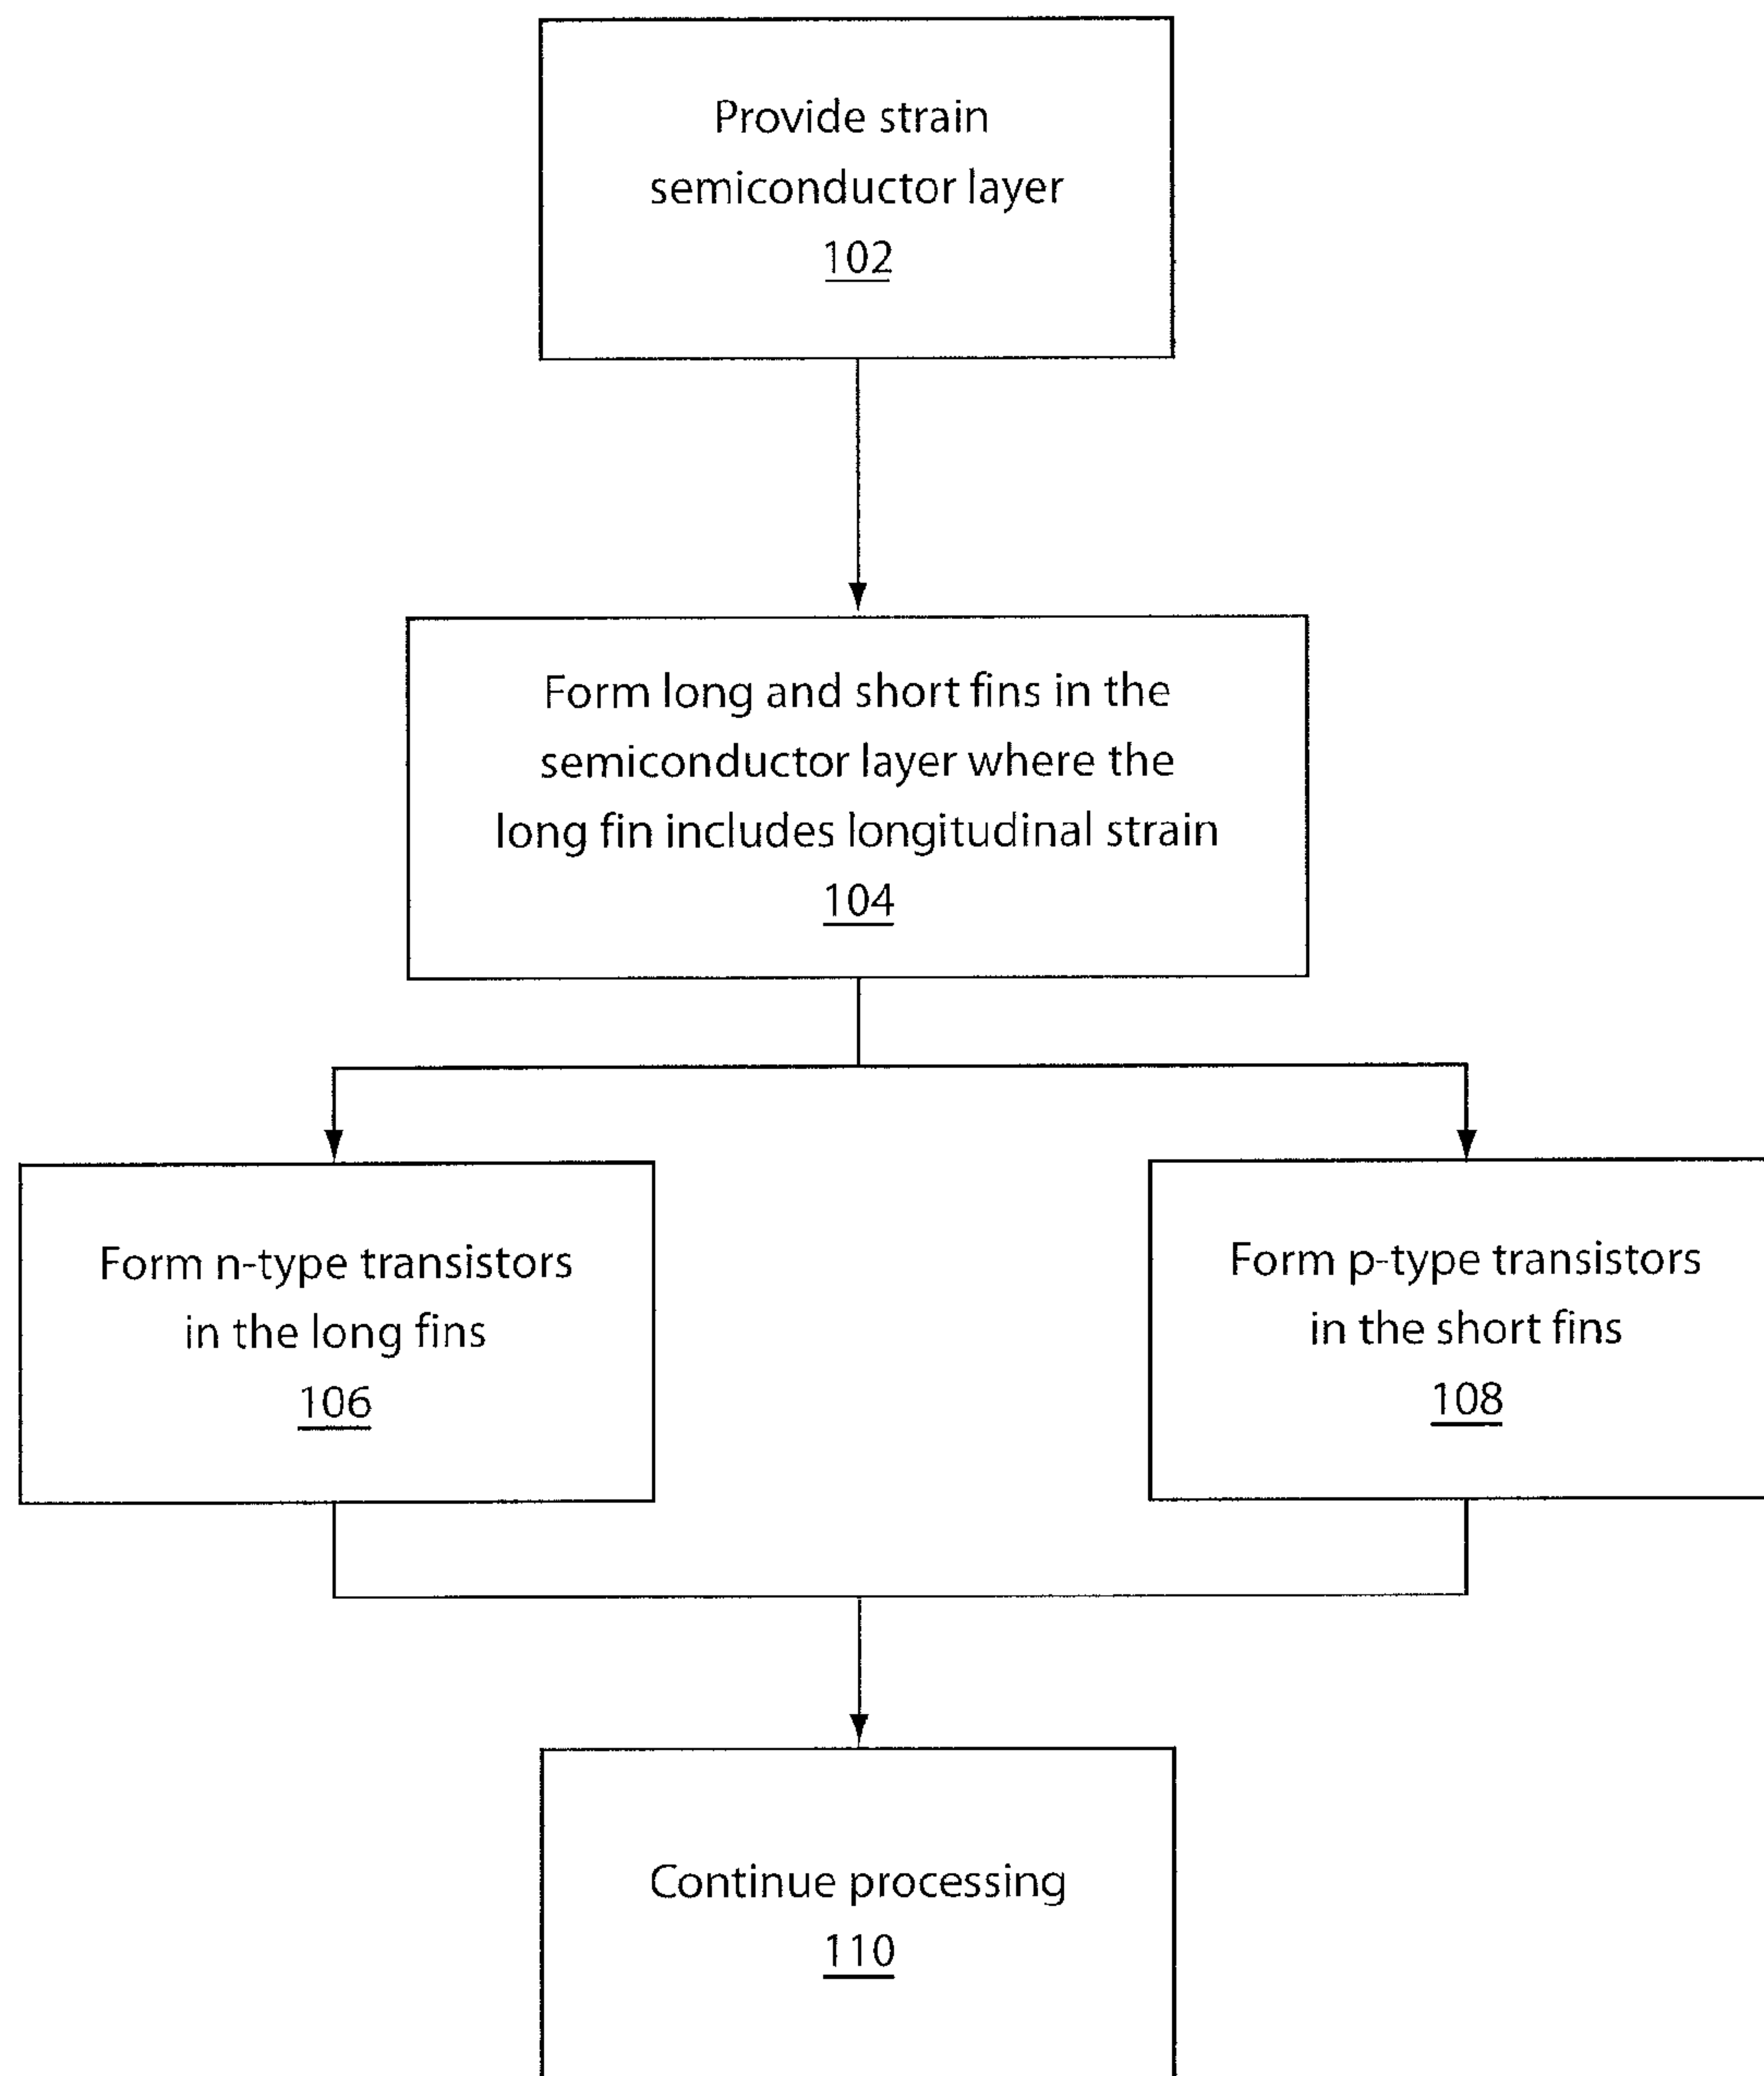 Provide strain
semiconductor layer
102
Form long and short fins in the
semiconductor layer where the
long fin includes longitudinal strain
104
Form n-type transistors
in the long fins
106
Form p-type transistors
in the short fins
108
Continue processing
110